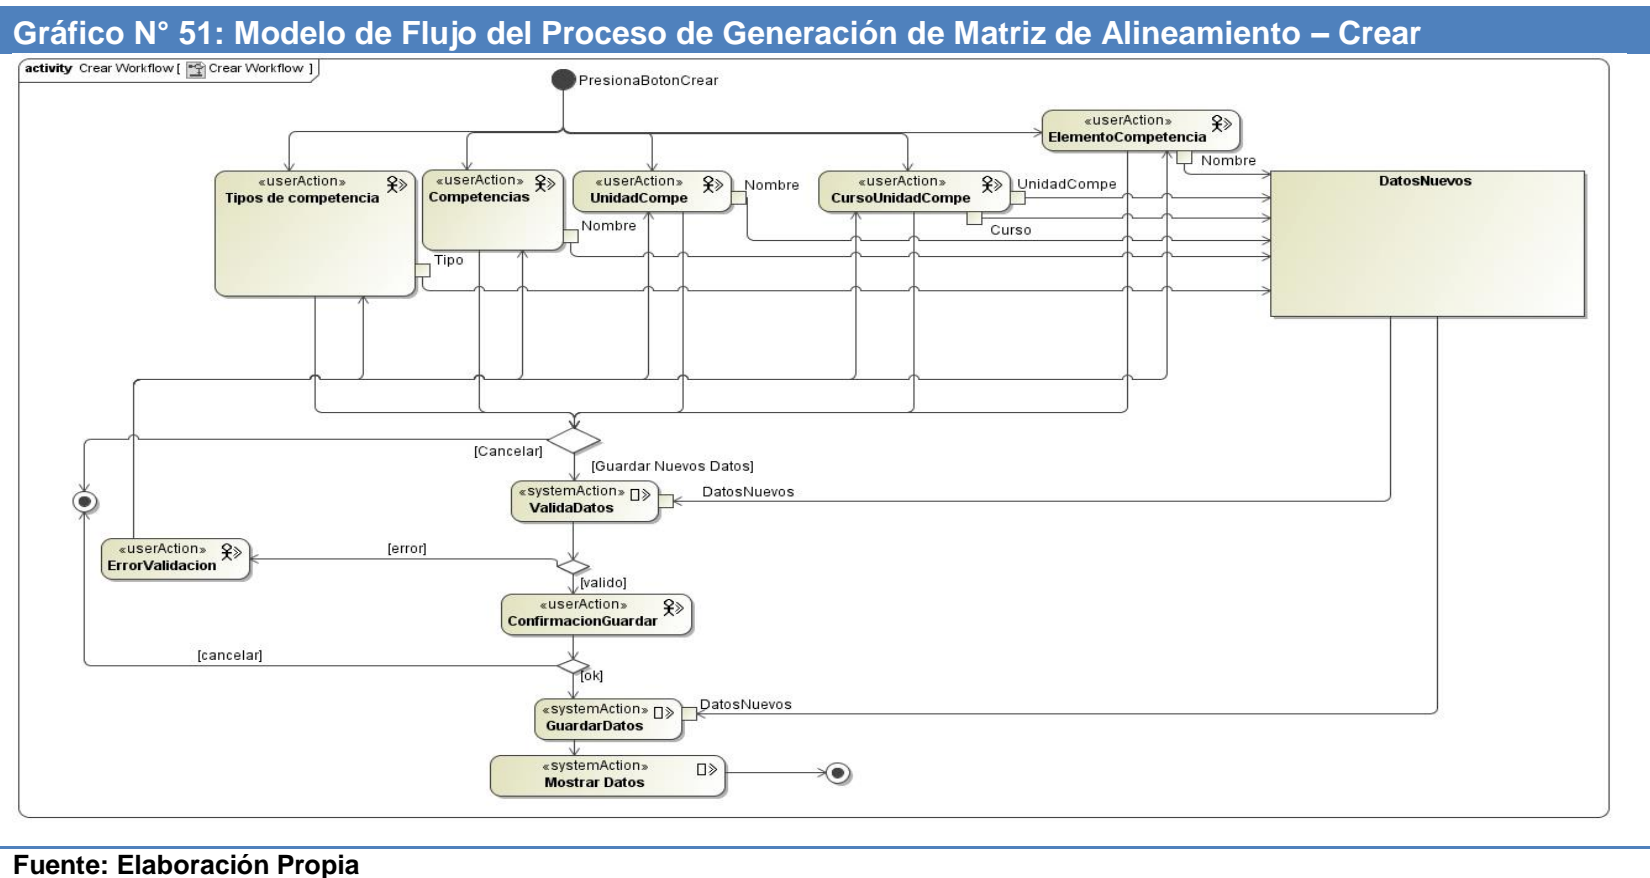 Gráfico N° 51: Modelo de Flujo del Proceso de Generación de Matriz de Alineamiento – Crear
activity Crear Workflow [ Crear Workflow ]
PresionaBotonCrear
«userAction»
ElementoCompetencia
Nombre
«userAction»
Tipos de competencia
Tipo
«userAction»
Competencias
Nombre
«userAction»
UnidadCompe
Nombre
«userAction»
CursoUnidadCompe
UnidadCompe
Curso
DatosNuevos
[Cancelar]
[Guardar Nuevos Datos]
«systemAction»
ValidaDatos
DatosNuevos
«userAction»
ErrorValidacion
[error]
[valido]
«userAction»
ConfirmacionGuardar
[cancelar]
[ok]
«systemAction»
GuardarDatos
DatosNuevos
«systemAction»
Mostrar Datos
Fuente: Elaboración Propia